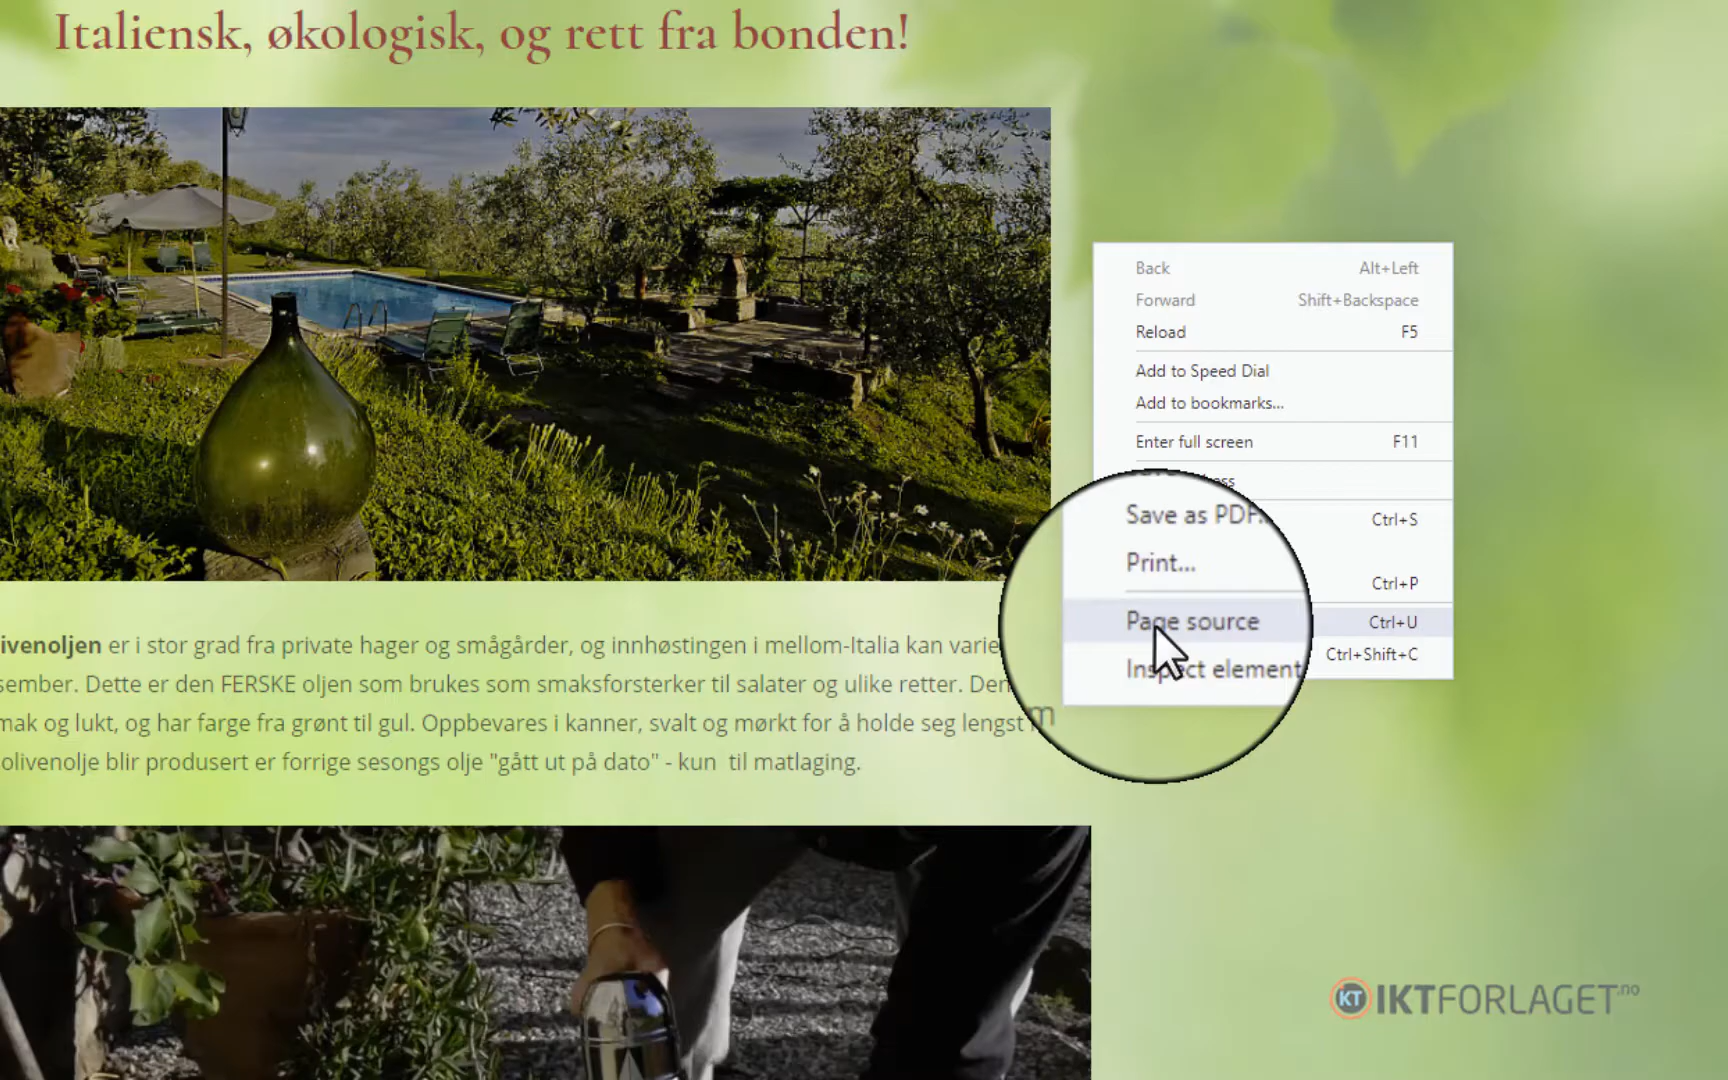 Italiensk, økologisk, og rett fra bonden!
Back Alt+Left
Forward Shift+Backspace
Reload F5
Add to Speed Dial
Add to bookmarks...
Enter full screen F11
Save as PDF... Ctrl+S
Print... Ctrl+P
Page source Ctrl+U
Inspect element Ctrl+Shift+C
ivenoljen er i stor grad fra private hager og smågårder, og innhøstingen i mellom-Italia kan varie
sember. Dette er den FERSKE oljen som brukes som smaksforsterker til salater og ulike retter. Den
mak og lukt, og har farge fra grønt til gul. Oppbevares i kanner, svalt og mørkt for å holde seg lengst m
olivenolje blir produsert er forrige sesongs olje "gått ut på dato" - kun til matlaging.
KT IKTFORLAGET.no